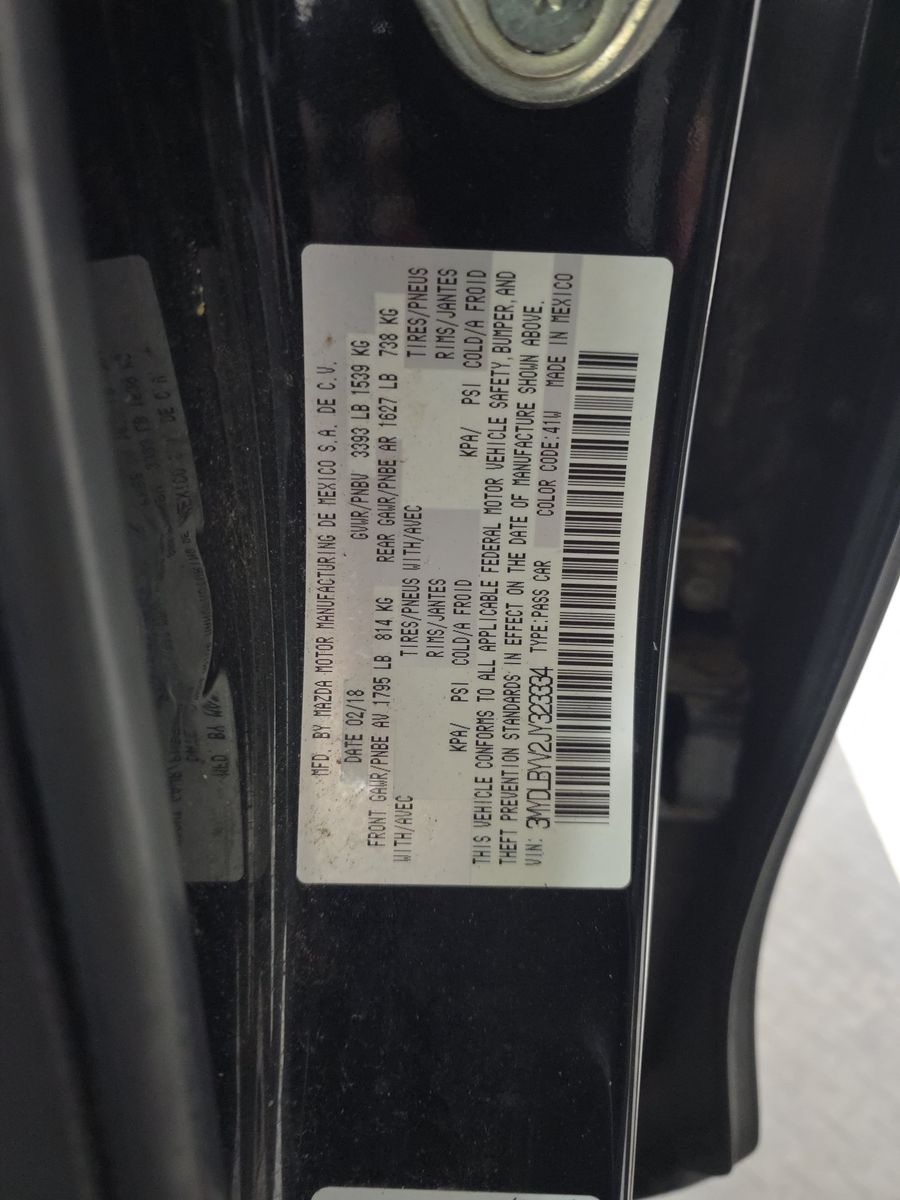 MFD. BY MAZDA MOTOR MANUFACTURING DE MEXICO S.A. DE C.V.
DATE 02/18 GVWR/PNBV 3393 LB 1539 KG
FRONT GAWR/PNBE AV 1795 LB 814 KG REAR GAWR/PNBE AR 1627 LB 738 KG
WITH/AVEC TIRES/PNEUS WITH/AVEC TIRES/PNEUS
RIMS/JANTES RIMS/JANTES
KPA/ PSI COLD/A FROID KPA/ PSI COLD/A FROID
THIS VEHICLE CONFORMS TO ALL APPLICABLE FEDERAL MOTOR VEHICLE SAFETY, BUMPER, AND
THEFT PREVENTION STANDARDS IN EFFECT ON THE DATE OF MANUFACTURE SHOWN ABOVE.
VIN: 3MYDLBYV2JY323334 TYPE:PASS CAR COLOR CODE:41W MADE IN MEXICO